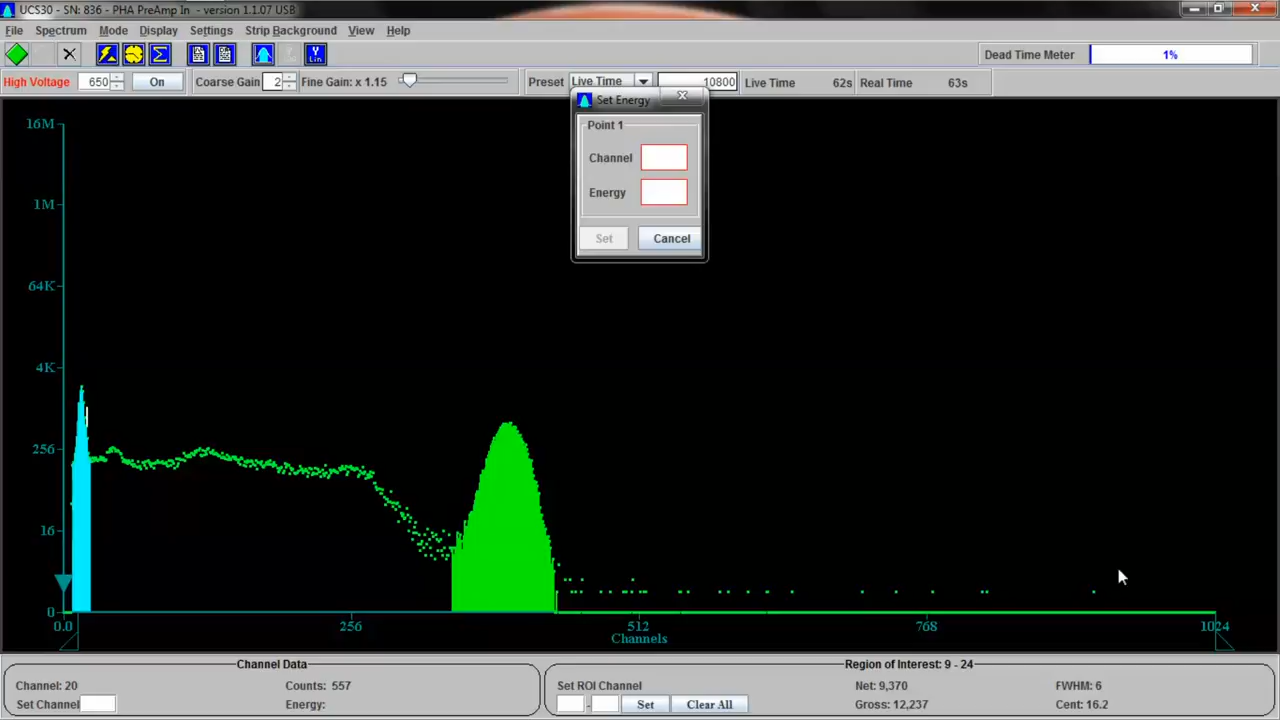 UCS30 - SN: 836 - PHA PreAmp In - version 1.1.07 USB
File Spectrum Mode Display Settings Strip Background View Help
Dead Time Meter 1%
High Voltage 650 On Coarse Gain 2 Fine Gain: x 1.15 Preset Live Time 10800 Live Time 62s Real Time 63s
Set Energy
Point 1
Channel
Energy
Set Cancel
16M
1M
64K
4K
256
16
0
0.0 256 512 768 1024
Channels
Channel Data
Channel: 20 Counts: 557
Set Channel Energy:
Region of Interest: 9 - 24
Set ROI Channel Net: 9,370 FWHM: 6
- Set Clear All Gross: 12,237 Cent: 16.2